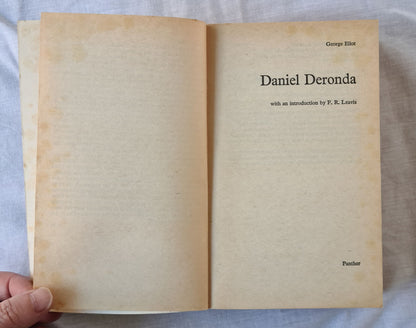 George Eliot
Daniel Deronda
with an introduction by F. R. Leavis
Panther